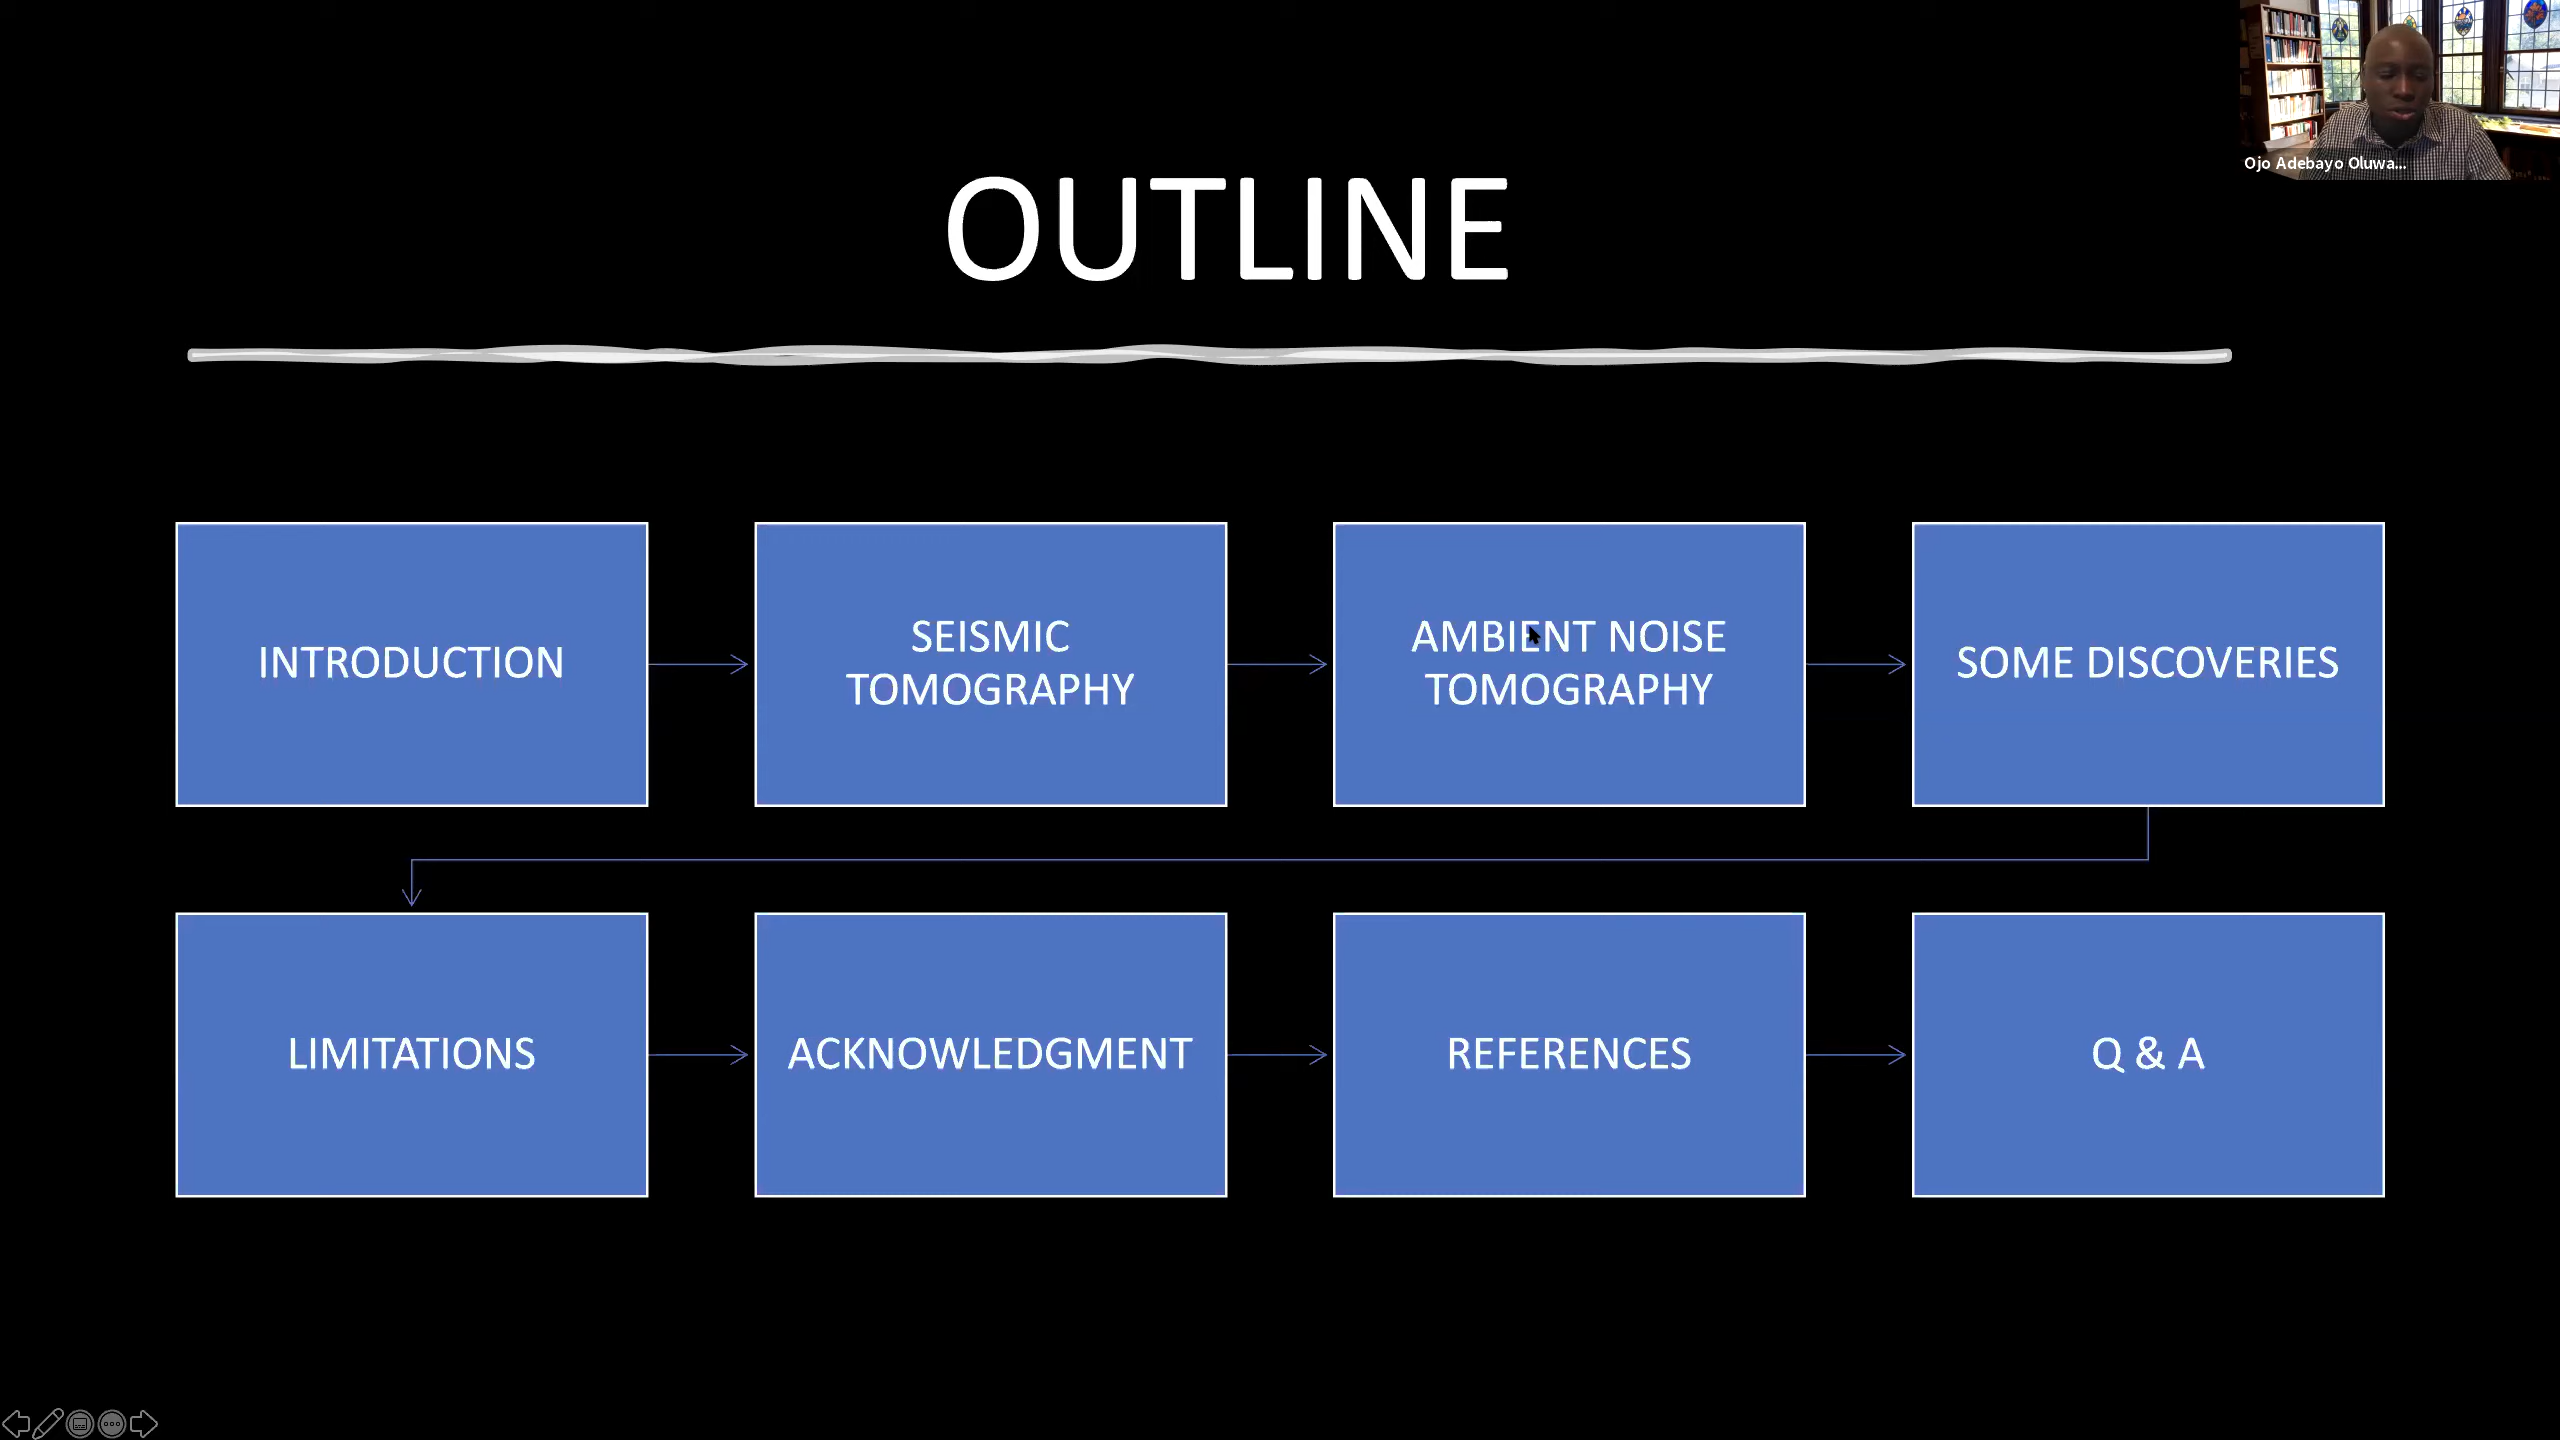 Ojo Adebayo Oluwa...
OUTLINE
INTRODUCTION
SEISMIC
TOMOGRAPHY
AMBIENT NOISE
TOMOGRAPHY
SOME DISCOVERIES
LIMITATIONS
ACKNOWLEDGMENT
REFERENCES
Q & A